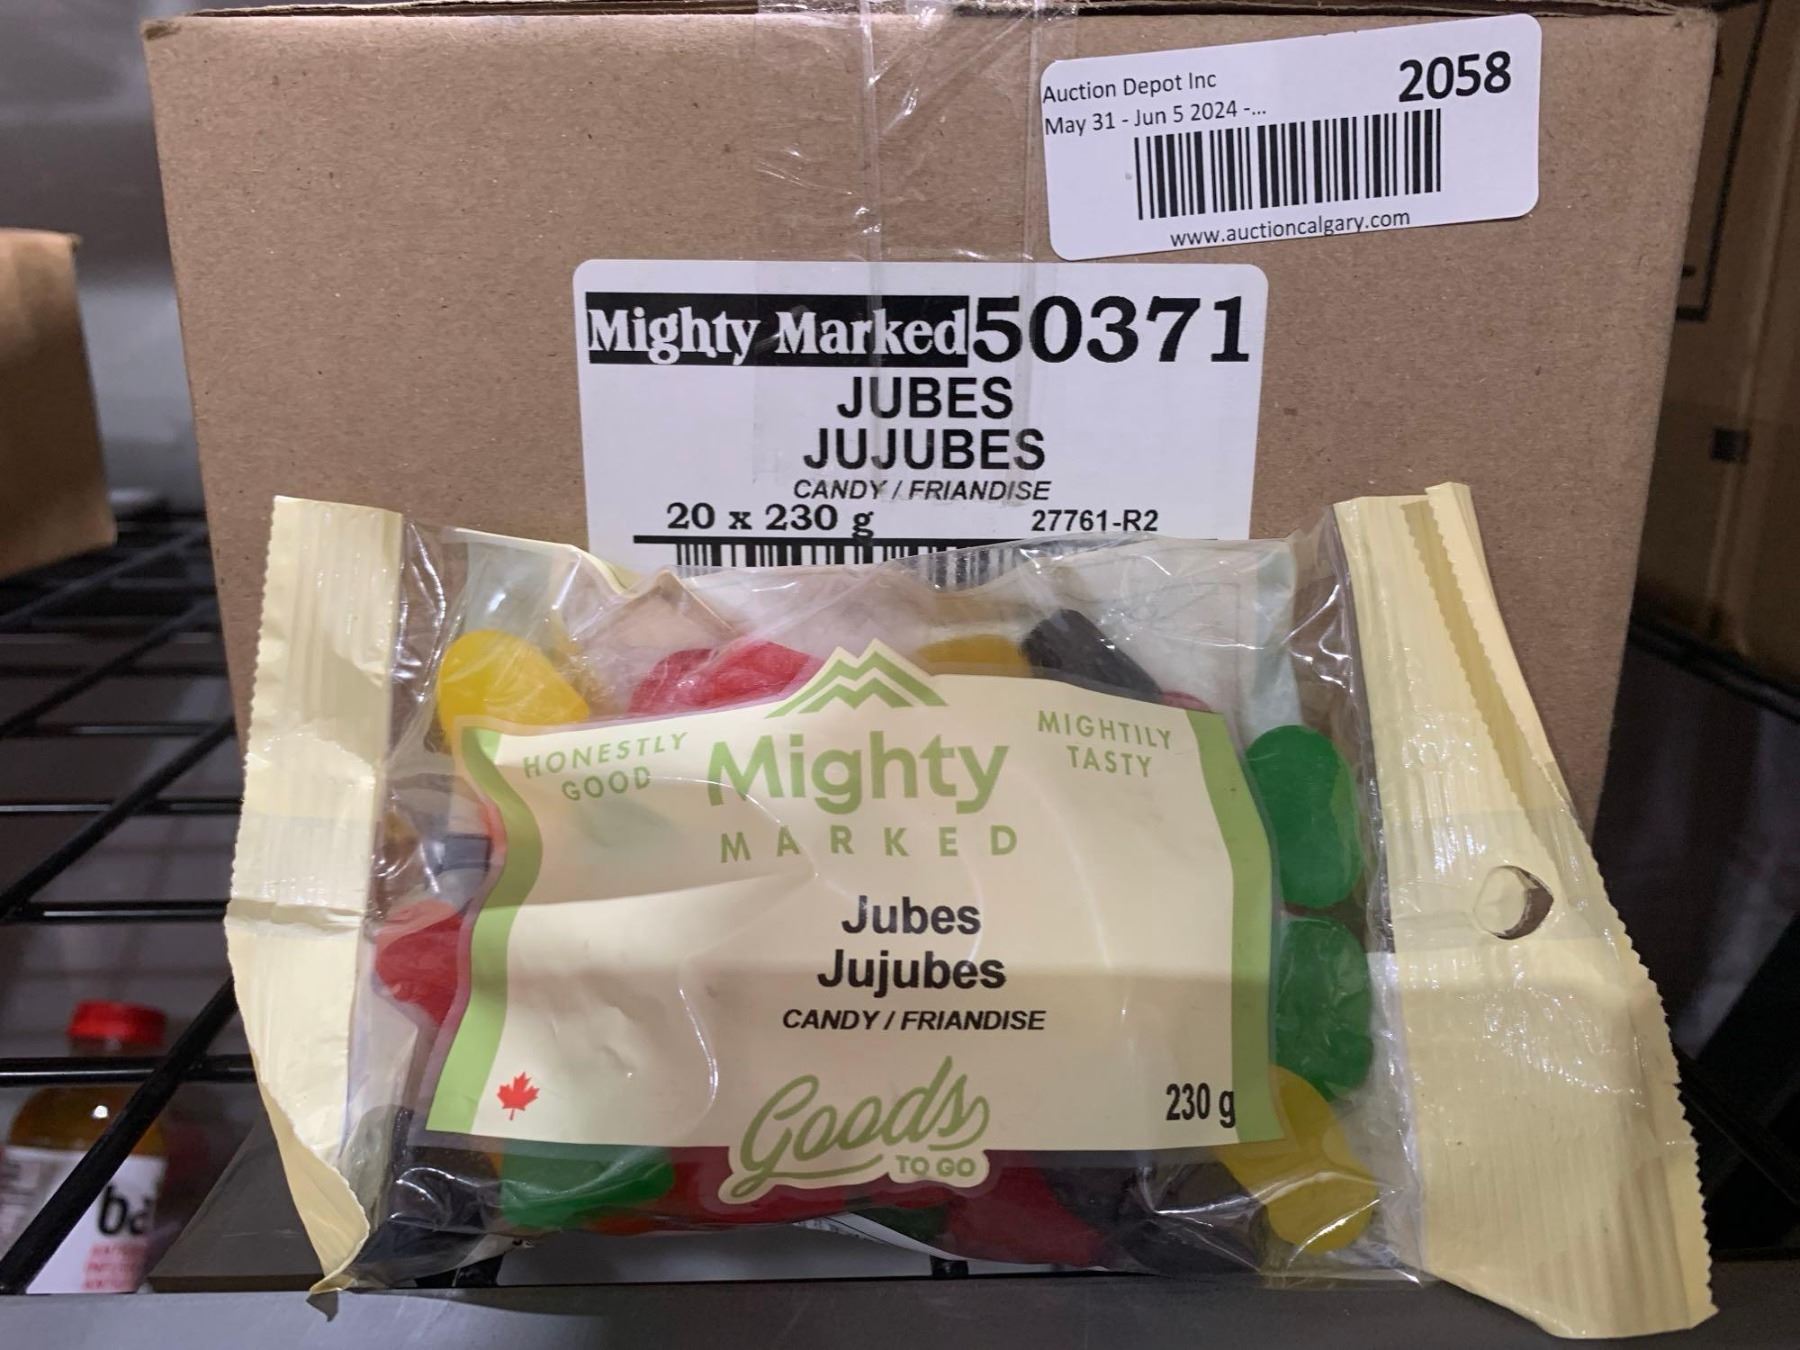 Auction Depot Inc
2058
May 31 - Jun 5 2024 -...
www.auctioncalgary.com
Mighty Marked 50371
JUBES
JUJUBES
CANDY / FRIANDISE
20 x 230 g
27761-R2
HONESTLY
GOOD
Mighty
MARKED
MIGHTILY
TASTY
Jubes
Jujubes
CANDY / FRIANDISE
Goods
TO GO
230 g